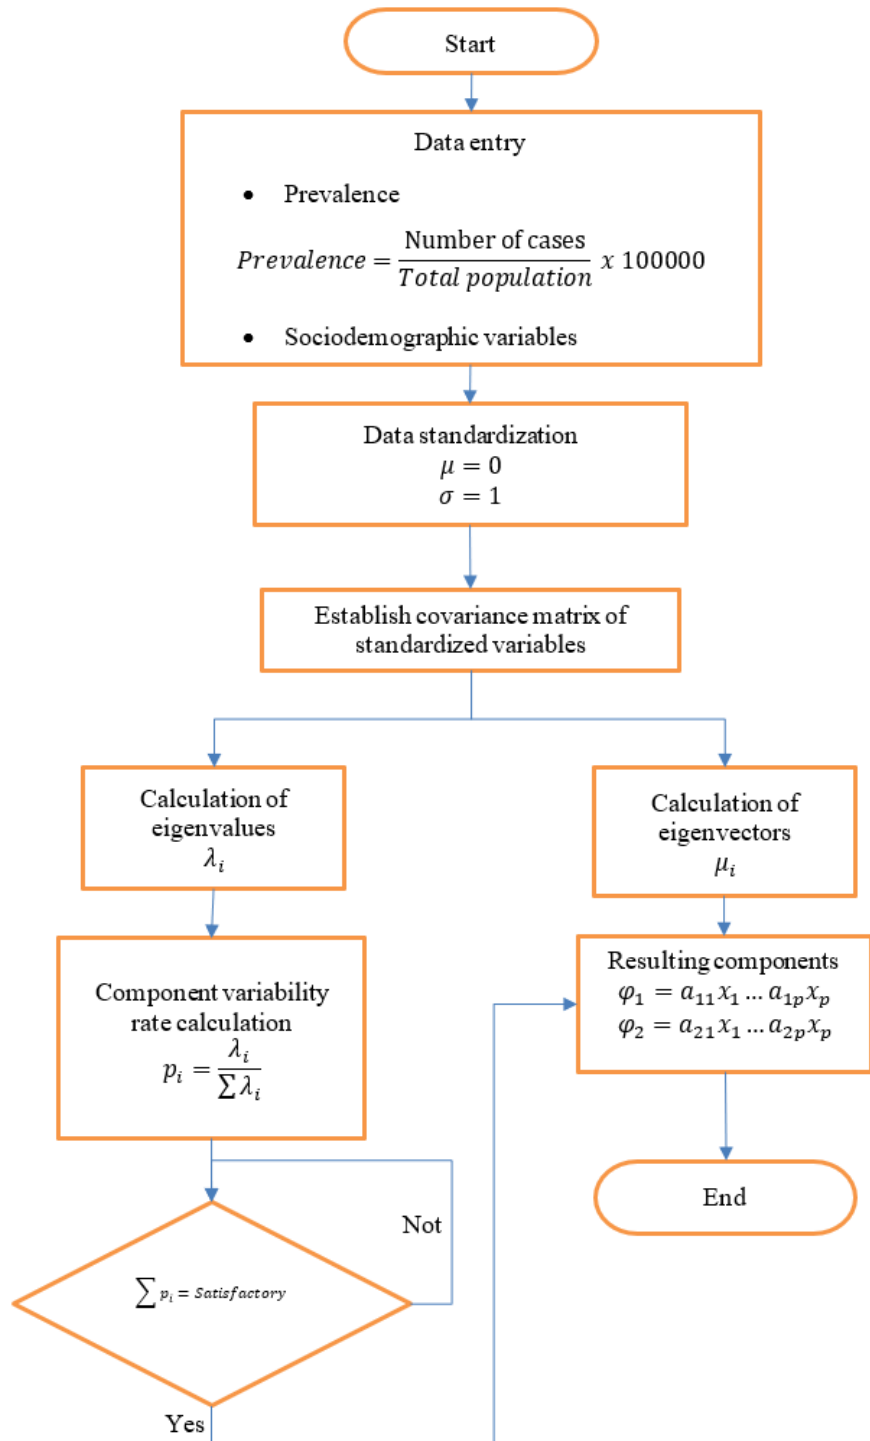 Start
Data entry
• Prevalence
Prevalence = Number of cases / Total population x 100000
• Sociodemographic variables
Data standardization
μ = 0
σ = 1
Establish covariance matrix of
standardized variables
Calculation of
eigenvalues
λᵢ
Calculation of
eigenvectors
μᵢ
Component variability
rate calculation
pᵢ = λᵢ / ∑ λᵢ
Resulting components
φ₁ = a₁₁x₁ … a₁ₚxₚ
φ₂ = a₂₁x₁ … a₂ₚxₚ
End
Not
∑ pᵢ = Satisfactory
Yes